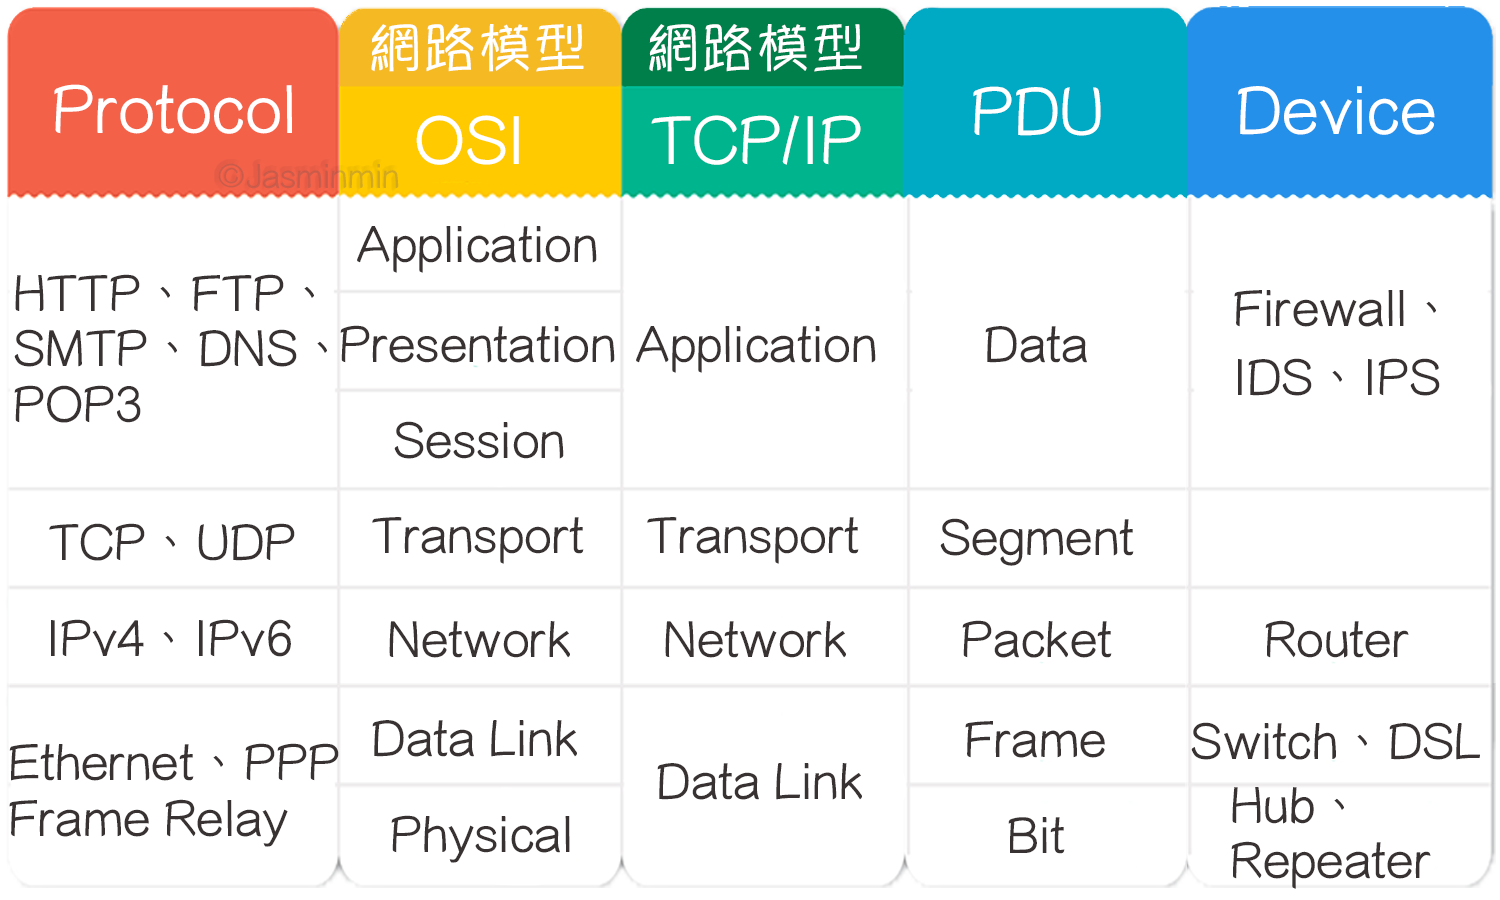 Protocol
網路模型
OSI
網路模型
TCP/IP
PDU
Device
©Jasminmin
HTTP、FTP、
SMTP、DNS、
POP3
Application
Presentation
Session
Application
Data
Firewall、
IDS、IPS
TCP、UDP
Transport
Transport
Segment
IPv4、IPv6
Network
Network
Packet
Router
Ethernet、PPP
Frame Relay
Data Link
Physical
Data Link
Frame
Bit
Switch、DSL
Hub、
Repeater